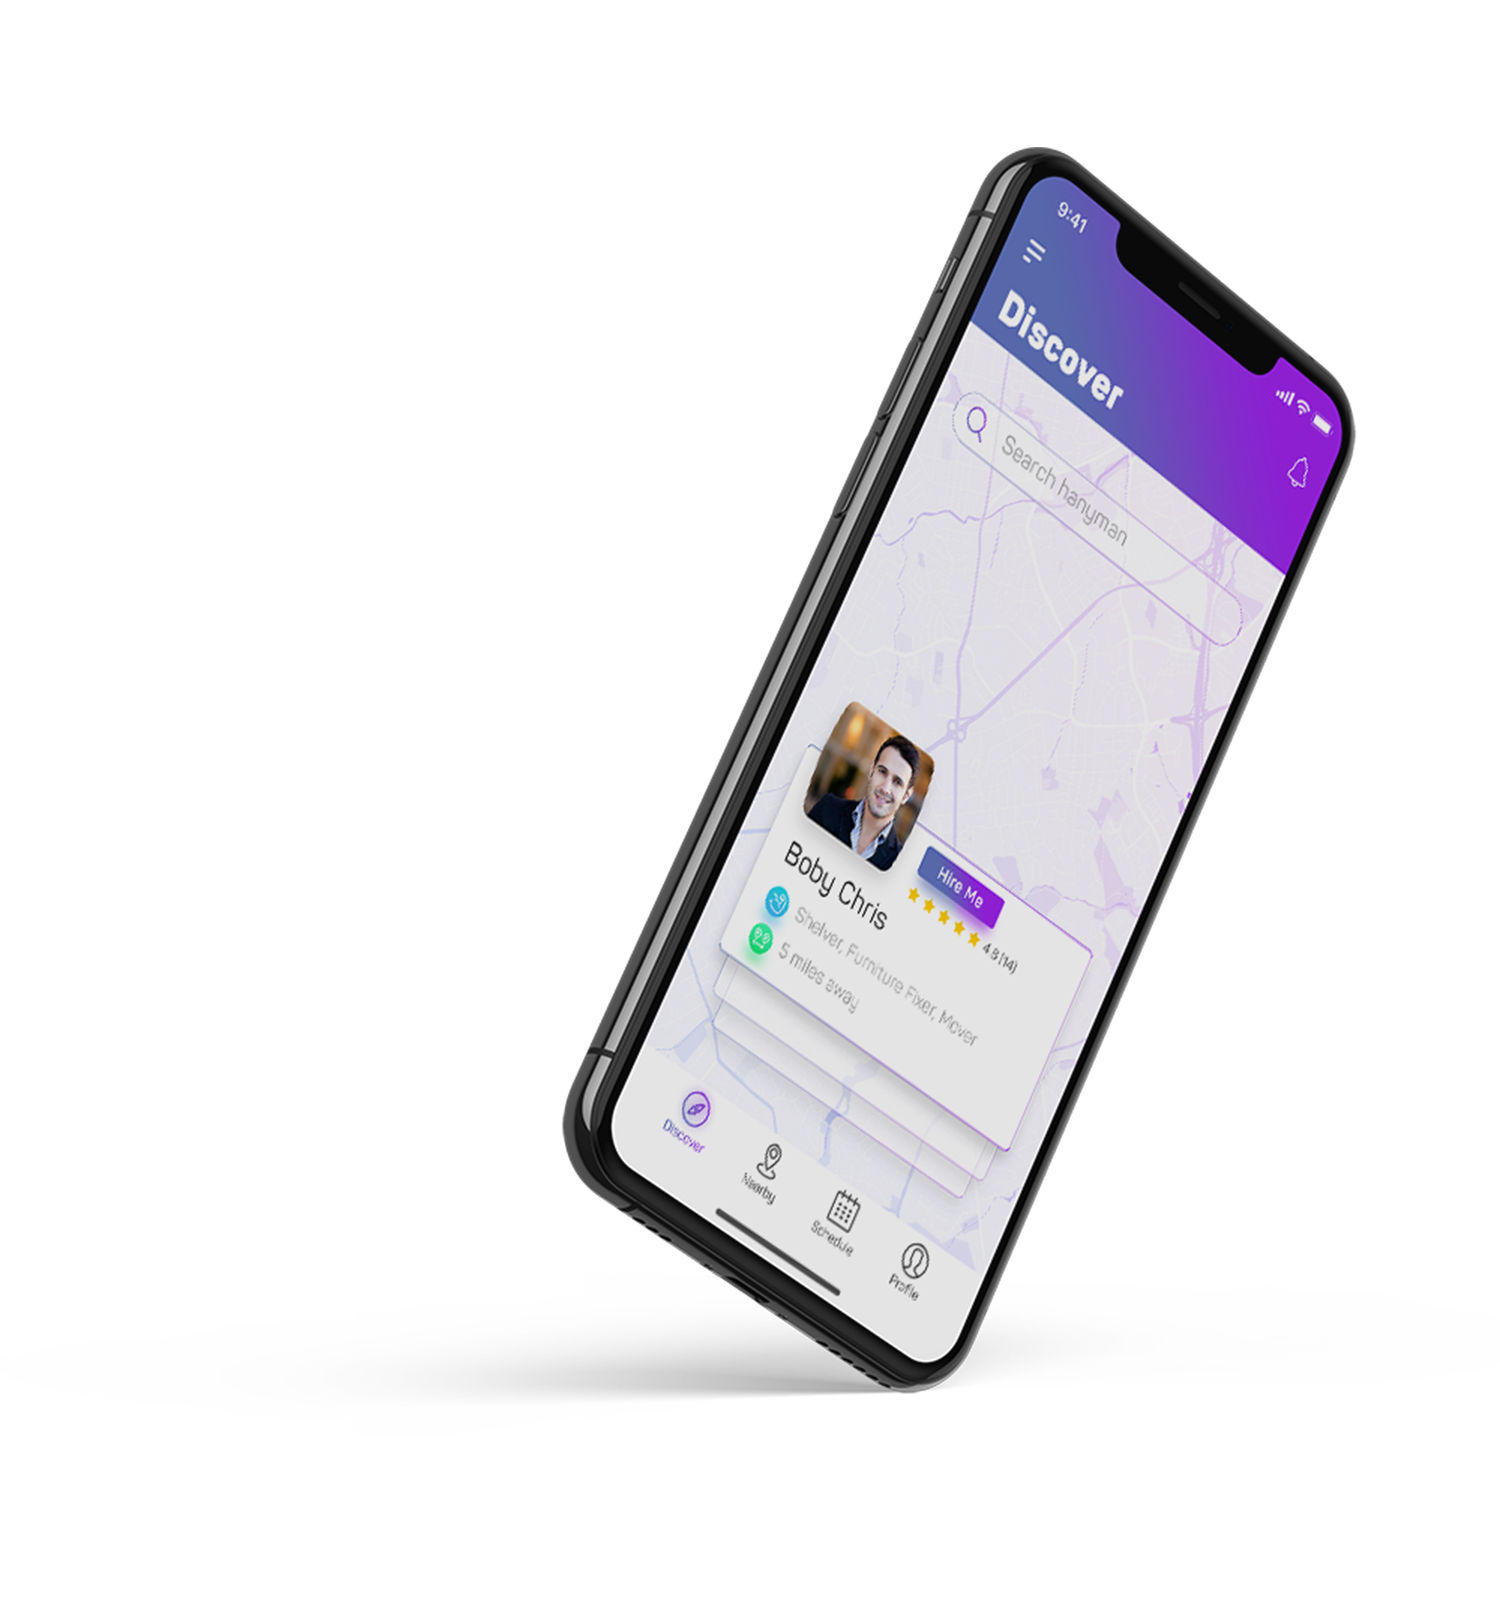 9:41
Discover
Search hanyman
Boby Chris
Hire Me
4.8 (14)
Shelver, Furniture Fixer, Mover
5 miles away
Discover
Nearby
Schedule
Profile